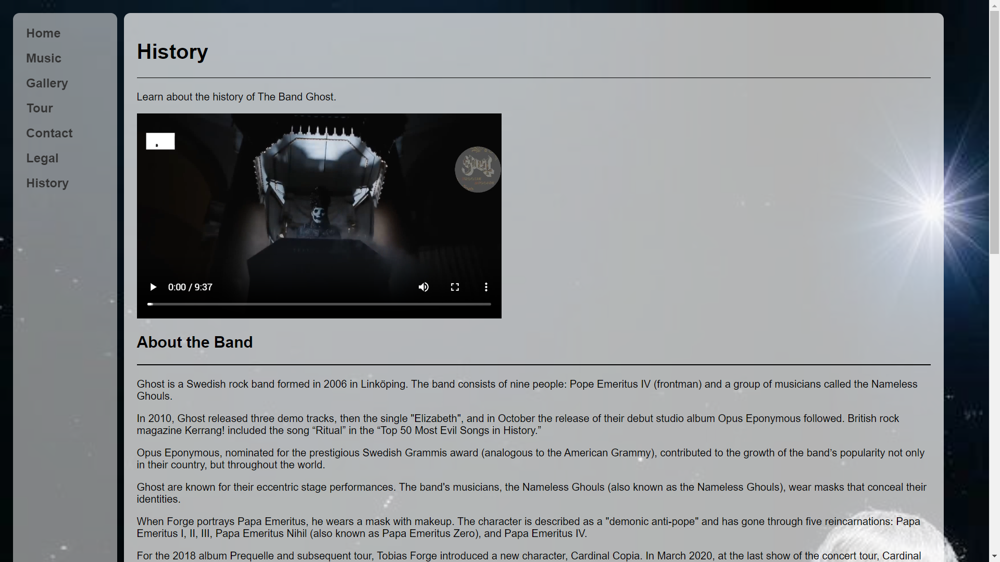 Home
Music
Gallery
Tour
Contact
Legal
History
History
Learn about the history of The Band Ghost.
Ghost
0:00 / 9:37
About the Band
Ghost is a Swedish rock band formed in 2006 in Linköping. The band consists of nine people: Pope Emeritus IV (frontman) and a group of musicians called the Nameless
Ghouls.
In 2010, Ghost released three demo tracks, then the single "Elizabeth", and in October the release of their debut studio album Opus Eponymous followed. British rock
magazine Kerrang! included the song “Ritual” in the “Top 50 Most Evil Songs in History.”
Opus Eponymous, nominated for the prestigious Swedish Grammis award (analogous to the American Grammy), contributed to the growth of the band’s popularity not only
in their country, but throughout the world.
Ghost are known for their eccentric stage performances. The band's musicians, the Nameless Ghouls (also known as the Nameless Ghouls), wear masks that conceal their
identities.
When Forge portrays Papa Emeritus, he wears a mask with makeup. The character is described as a "demonic anti-pope" and has gone through five reincarnations: Papa
Emeritus I, II, III, Papa Emeritus Nihil (also known as Papa Emeritus Zero), and Papa Emeritus IV.
For the 2018 album Prequelle and subsequent tour, Tobias Forge introduced a new character, Cardinal Copia. In March 2020, at the last show of the concert tour, Cardinal